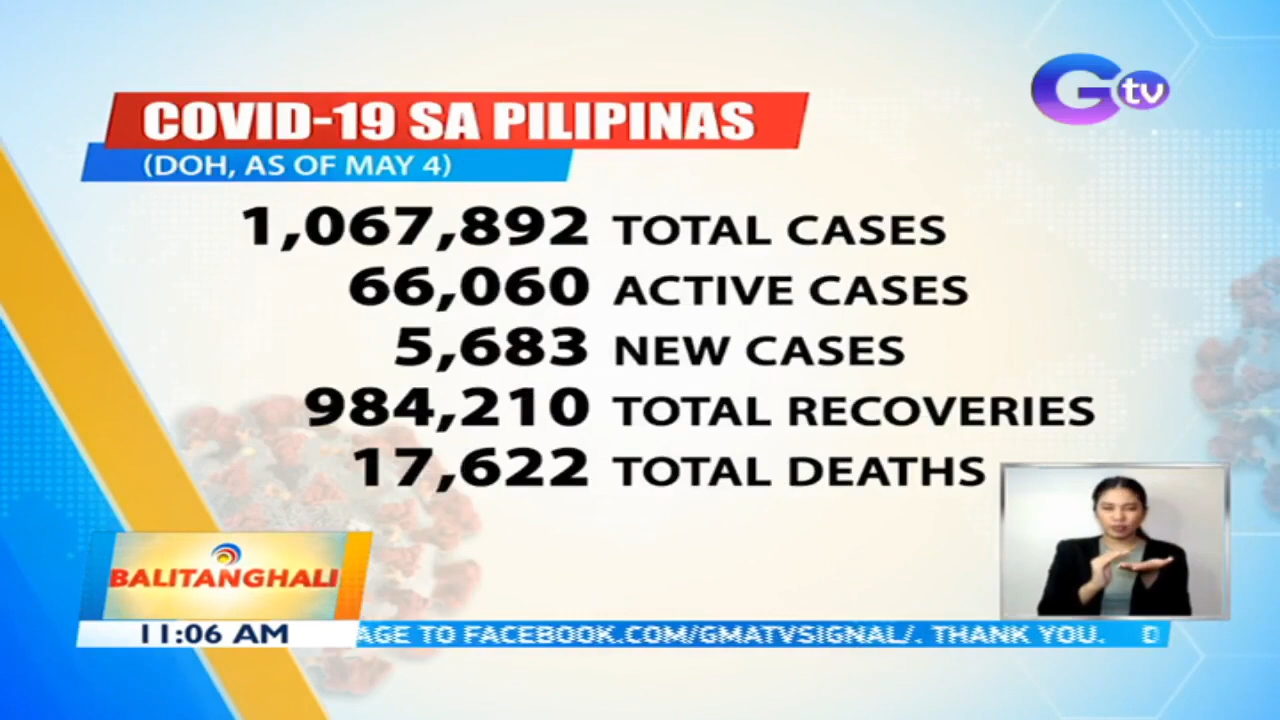 Gtv
COVID-19 SA PILIPINAS
(DOH, AS OF MAY 4)
1,067,892 TOTAL CASES
66,060 ACTIVE CASES
5,683 NEW CASES
984,210 TOTAL RECOVERIES
17,622 TOTAL DEATHS
BALITANGHALI
11:06 AM
AGE TO FACEBOOK.COM/GMATVSIGNAL/. THANK YOU.